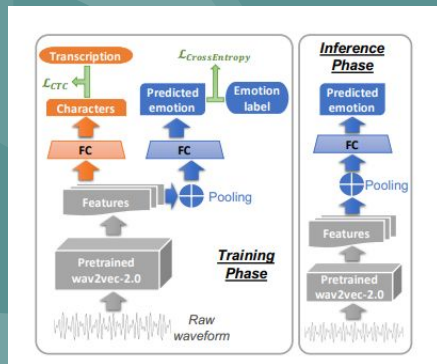 Transcription
ℒCTC
Characters
FC
ℒCrossEntropy
Predicted
emotion
Emotion
label
FC
Features
Pooling
Pretrained
wav2vec-2.0
Training
Phase
Raw
waveform
Inference
Phase
Predicted
emotion
FC
Pooling
Features
Pretrained
wav2vec-2.0